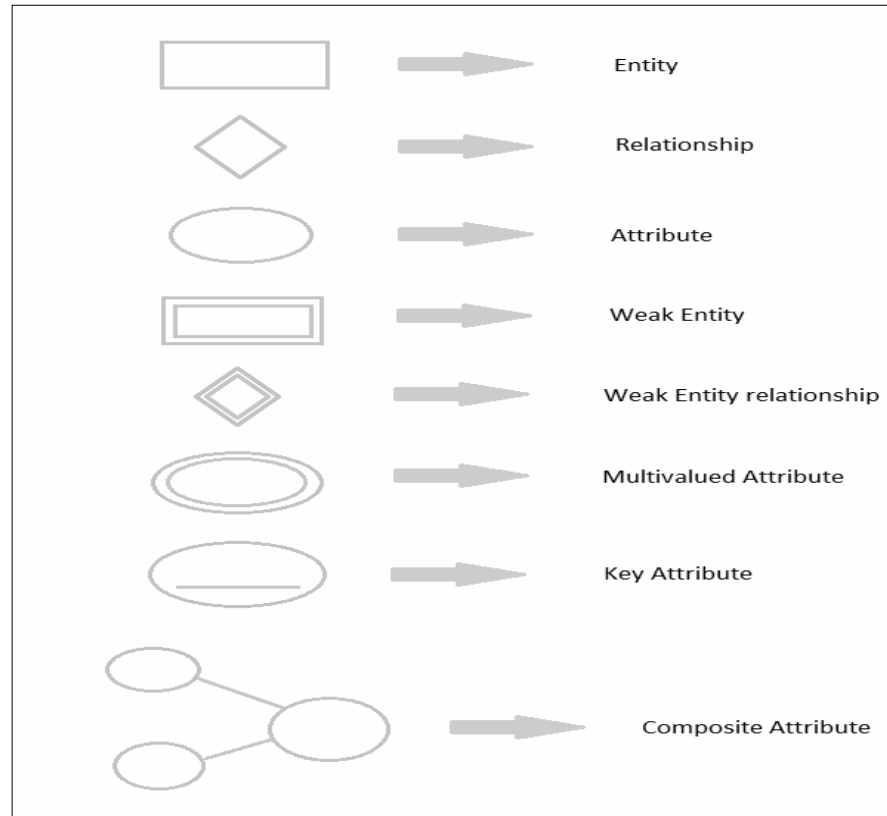 Entity
Relationship
Attribute
Weak Entity
Weak Entity relationship
Multivalued Attribute
Key Attribute
Composite Attribute